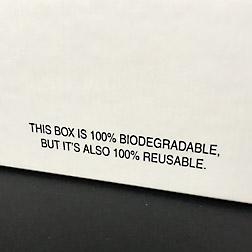 THIS BOX IS 100% BIODEGRADABLE,
BUT IT'S ALSO 100% REUSABLE.